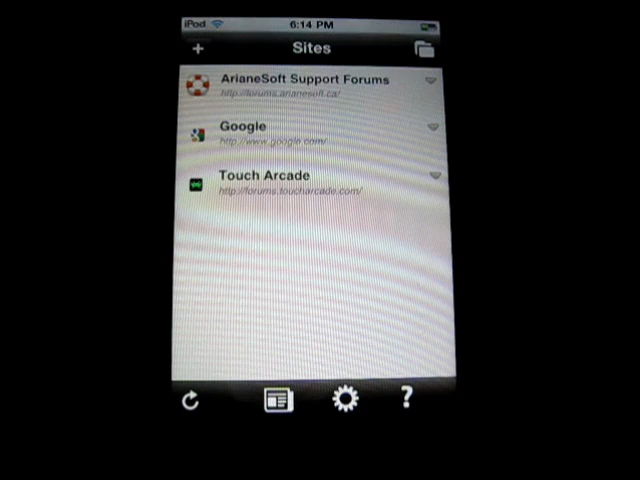 iPod 6:14 PM
+ Sites
ArianeSoft Support Forums
http://forums.arianesoft.ca/
Google
http://www.google.com/
Touch Arcade
http://forums.toucharcade.com/
?